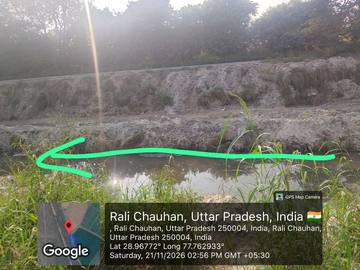 GPS Map Camera
Rali Chauhan, Uttar Pradesh, India 🇮🇳
, Rali Chauhan, Uttar Pradesh 250004, India, Rali Chauhan,
Uttar Pradesh 250004, India
Lat 28.96772° Long 77.762933°
Saturday, 21/11/2026 02:56 PM GMT +05:30
Google